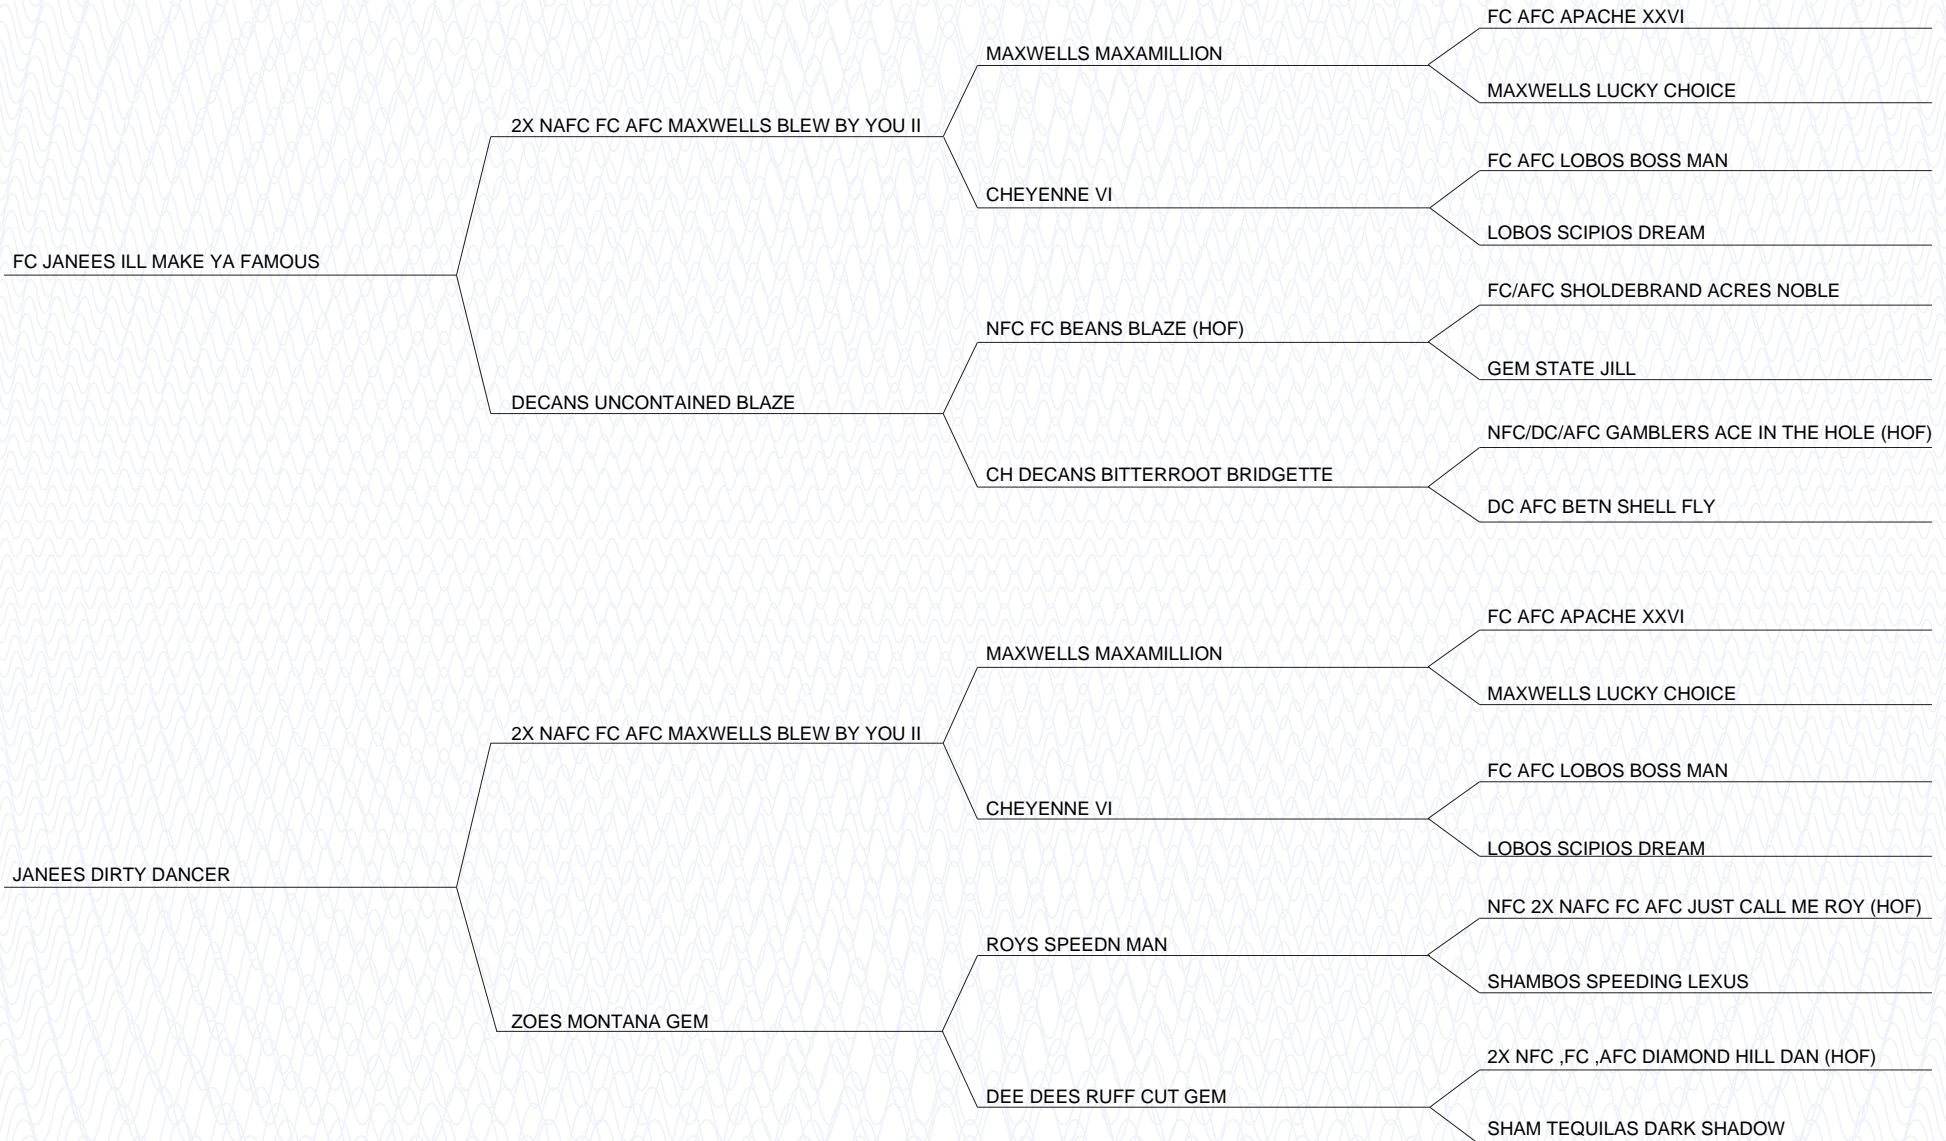 FC AFC APACHE XXVI
MAXWELLS MAXAMILLION
MAXWELLS LUCKY CHOICE
2X NAFC FC AFC MAXWELLS BLEW BY YOU II
FC AFC LOBOS BOSS MAN
CHEYENNE VI
LOBOS SCIPIOS DREAM
FC JANEES ILL MAKE YA FAMOUS
FC/AFC SHOLDEBRAND ACRES NOBLE
NFC FC BEANS BLAZE (HOF)
GEM STATE JILL
DECANS UNCONTAINED BLAZE
NFC/DC/AFC GAMBLERS ACE IN THE HOLE (HOF)
CH DECANS BITTERROOT BRIDGETTE
DC AFC BETN SHELL FLY
FC AFC APACHE XXVI
MAXWELLS MAXAMILLION
MAXWELLS LUCKY CHOICE
2X NAFC FC AFC MAXWELLS BLEW BY YOU II
FC AFC LOBOS BOSS MAN
CHEYENNE VI
LOBOS SCIPIOS DREAM
JANEES DIRTY DANCER
NFC 2X NAFC FC AFC JUST CALL ME ROY (HOF)
ROYS SPEEDN MAN
SHAMBOS SPEEDING LEXUS
ZOES MONTANA GEM
2X NFC ,FC ,AFC DIAMOND HILL DAN (HOF)
DEE DEES RUFF CUT GEM
SHAM TEQUILAS DARK SHADOW